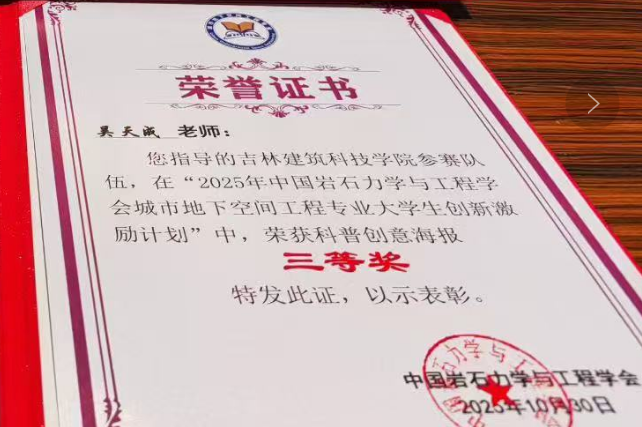 荣誉证书
吴天成 老师：
您指导的吉林建筑科技学院参赛队
伍，在“2025年中国岩石力学与工程学
会城市地下空间工程专业大学生创新激
励计划”中，荣获科普创意海报
三等奖
特发此证，以示表彰。
中国岩石力学与工程学会
2025年10月30日